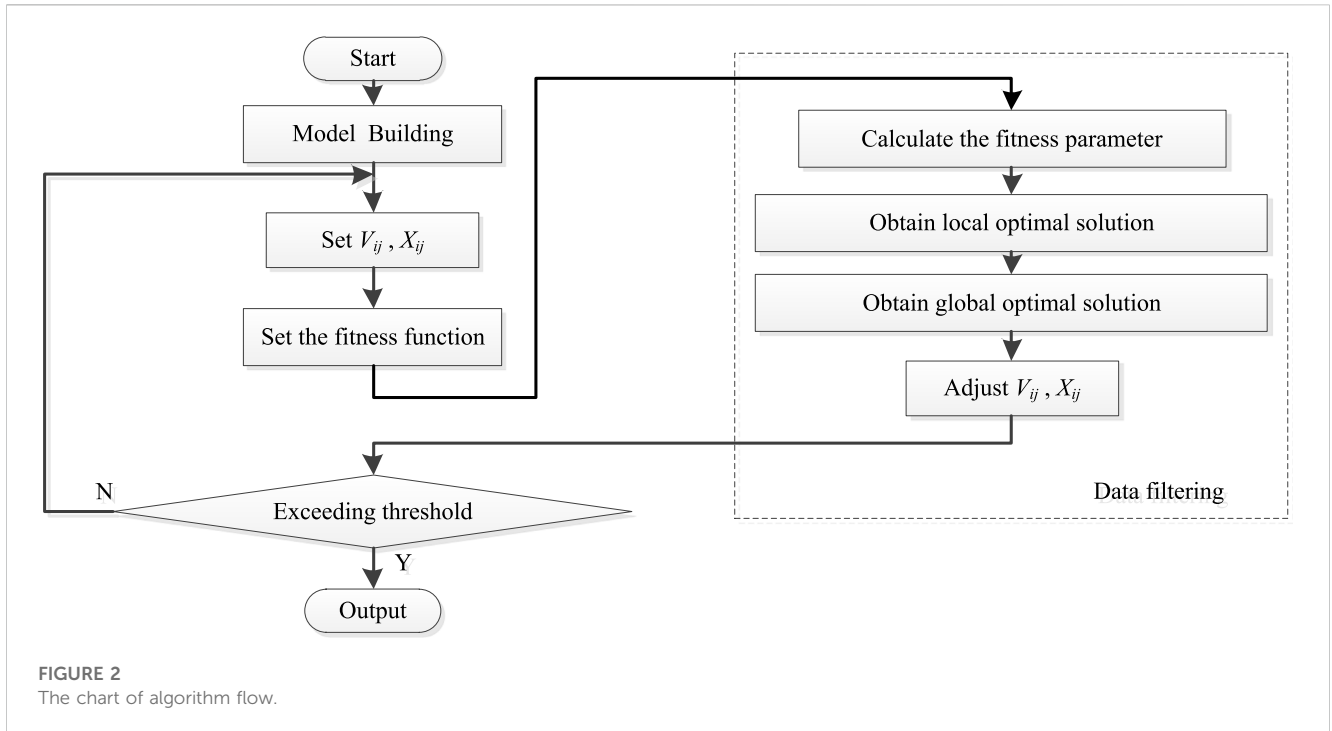 Start
Model Building
Set V_ij , X_ij
Set the fitness function
Calculate the fitness parameter
Obtain local optimal solution
Obtain global optimal solution
Adjust V_ij , X_ij
Data filtering
N
Exceeding threshold
Y
Output
FIGURE 2
The chart of algorithm flow.